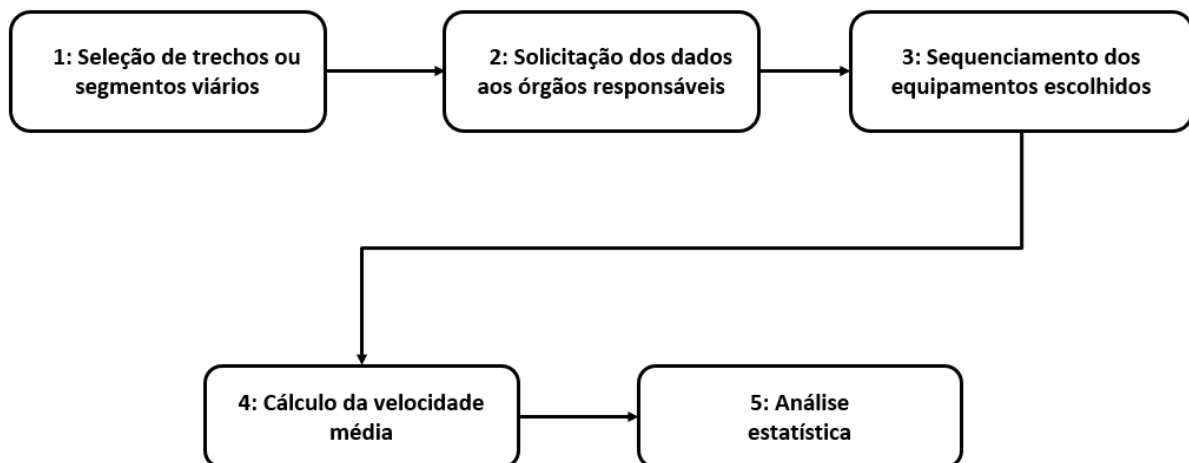 1: Seleção de trechos ou
segmentos viários
2: Solicitação dos dados
aos órgãos responsáveis
3: Sequenciamento dos
equipamentos escolhidos
4: Cálculo da velocidade
média
5: Análise
estatística